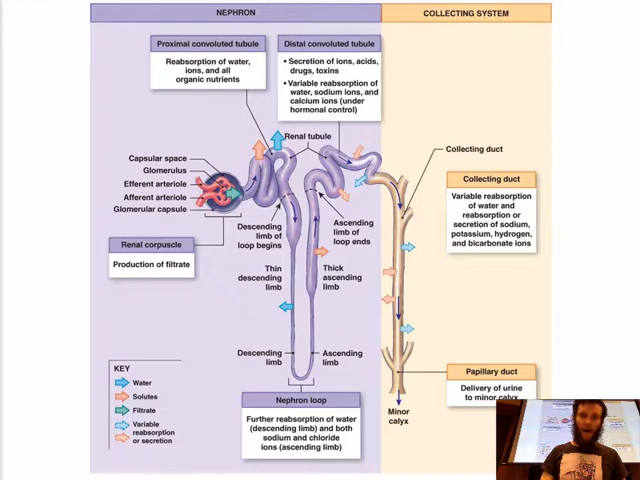 NEPHRON
COLLECTING SYSTEM
Proximal convoluted tubule
Reabsorption of water,
ions, and all
organic nutrients
Distal convoluted tubule
• Secretion of ions, acids,
drugs, toxins
• Variable reabsorption of
water, sodium ions, and
calcium ions (under
hormonal control)
Renal tubule
Collecting duct
Capsular space
Glomerulus
Efferent arteriole
Afferent arteriole
Glomerular capsule
Collecting duct
Variable reabsorption
of water and
reabsorption or
secretion of sodium,
potassium, hydrogen,
and bicarbonate ions
Renal corpuscle
Production of filtrate
Descending
limb of
loop begins
Ascending
limb of
loop ends
Thin
descending
limb
Thick
ascending
limb
Descending
limb
Ascending
limb
KEY
Water
Solutes
Filtrate
Variable
reabsorption
or secretion
Nephron loop
Further reabsorption of water
(descending limb) and both
sodium and chloride
ions (ascending limb)
Papillary duct
Delivery of urine
to minor calyx
Minor
calyx